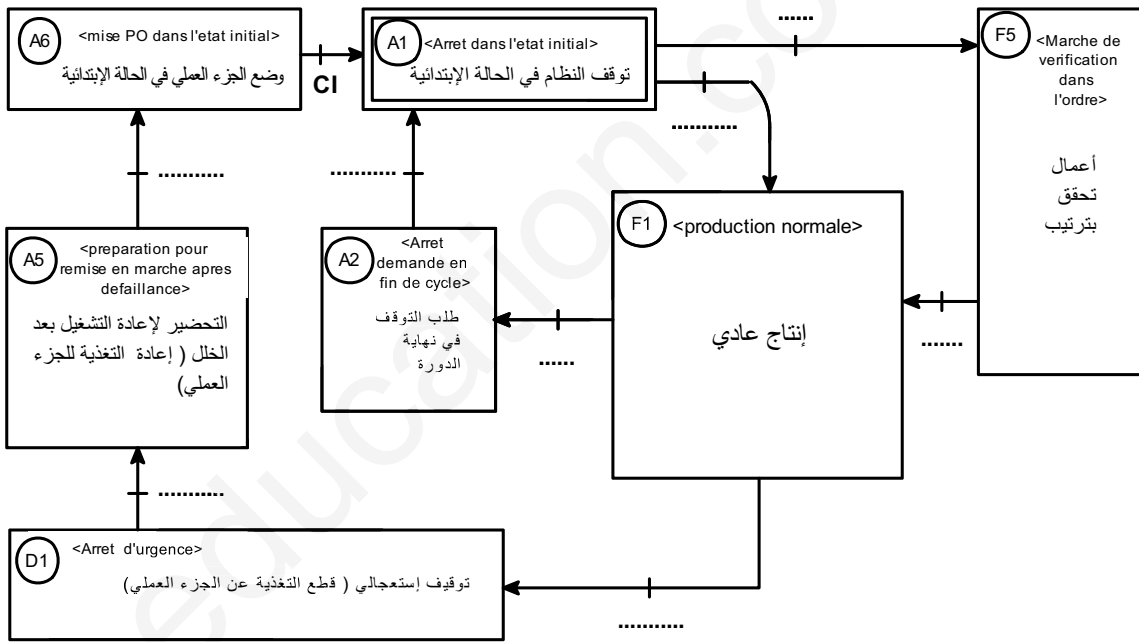 A6
<mise PO dans l'etat initial>
وضع الجزء العملي في الحالة الإبتدائية
CI
A1
<Arret dans l'etat initial>
توقف النظام في الحالة الإبتدائية
......
...........
F5
<Marche de
verification
dans
l'ordre>
أعمال
تحقق
بترتيب
...........
...........
A5
<preparation pour
remise en marche apres
defaillance>
التحضير لإعادة التشغيل بعد
الخلل ( إعادة التغذية للجزء
العملي)
A2
<Arret
demande en
fin de cycle>
طلب التوقف
في نهاية
الدورة
F1
<production normale>
إنتاج عادي
......
.......
...........
D1
<Arret d'urgence>
توقيف إستعجالي ( قطع التغذية عن الجزء العملي)
...........
education.co